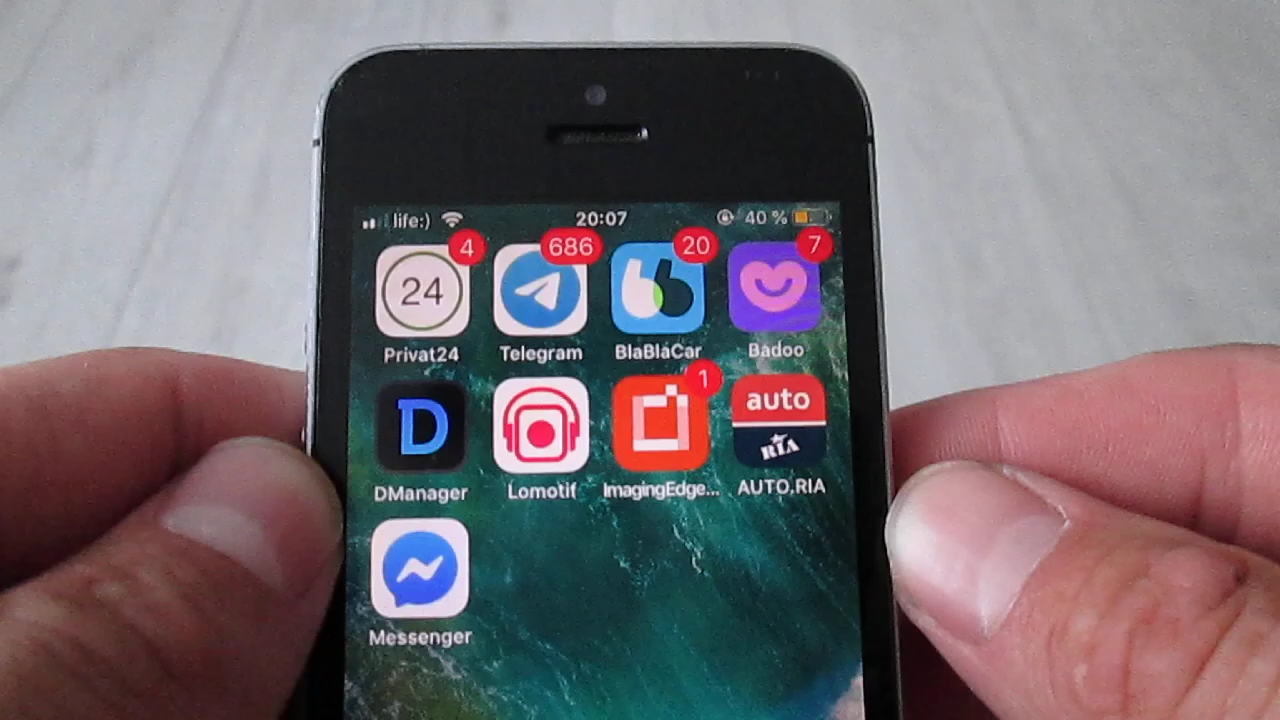 life:) 20:07 40 %
4 686 20 7
24
Privat24 Telegram BlaBlaCar Badoo
1
D auto
RIA
DManager Lomotif ImagingEdge... AUTO.RIA
Messenger